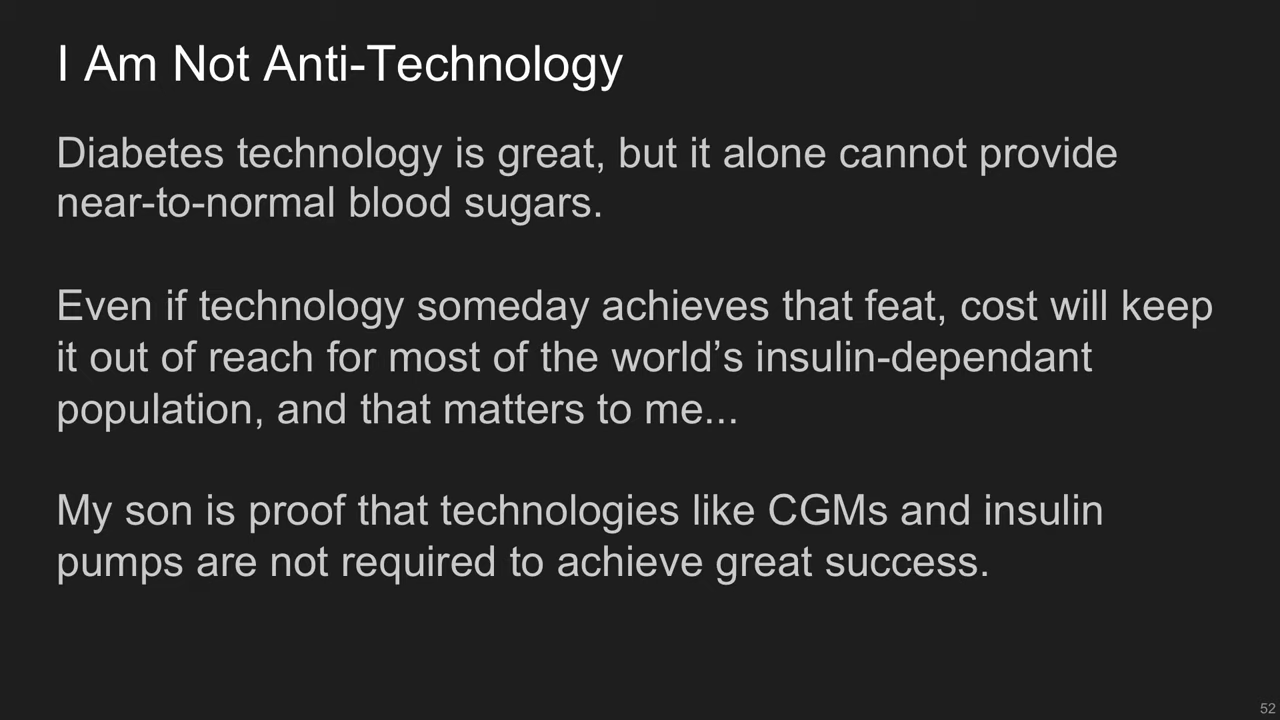 I Am Not Anti-Technology
Diabetes technology is great, but it alone cannot provide
near-to-normal blood sugars.
Even if technology someday achieves that feat, cost will keep
it out of reach for most of the world’s insulin-dependant
population, and that matters to me...
My son is proof that technologies like CGMs and insulin
pumps are not required to achieve great success.
52